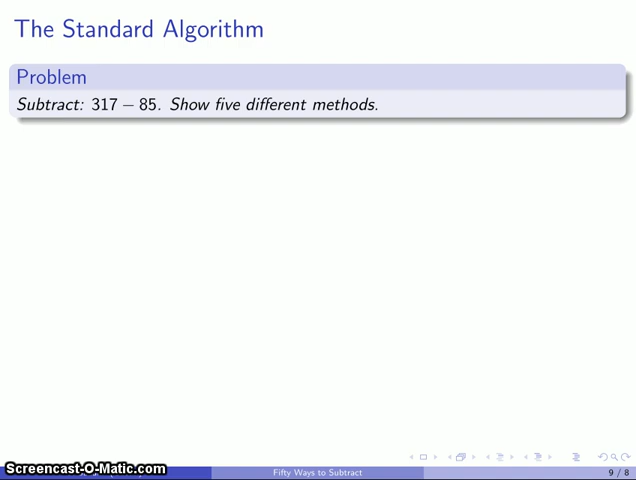 The Standard Algorithm
Problem
Subtract: 317 − 85. Show five different methods.
Screencast-O-Matic.com
Fifty Ways to Subtract
9 / 8